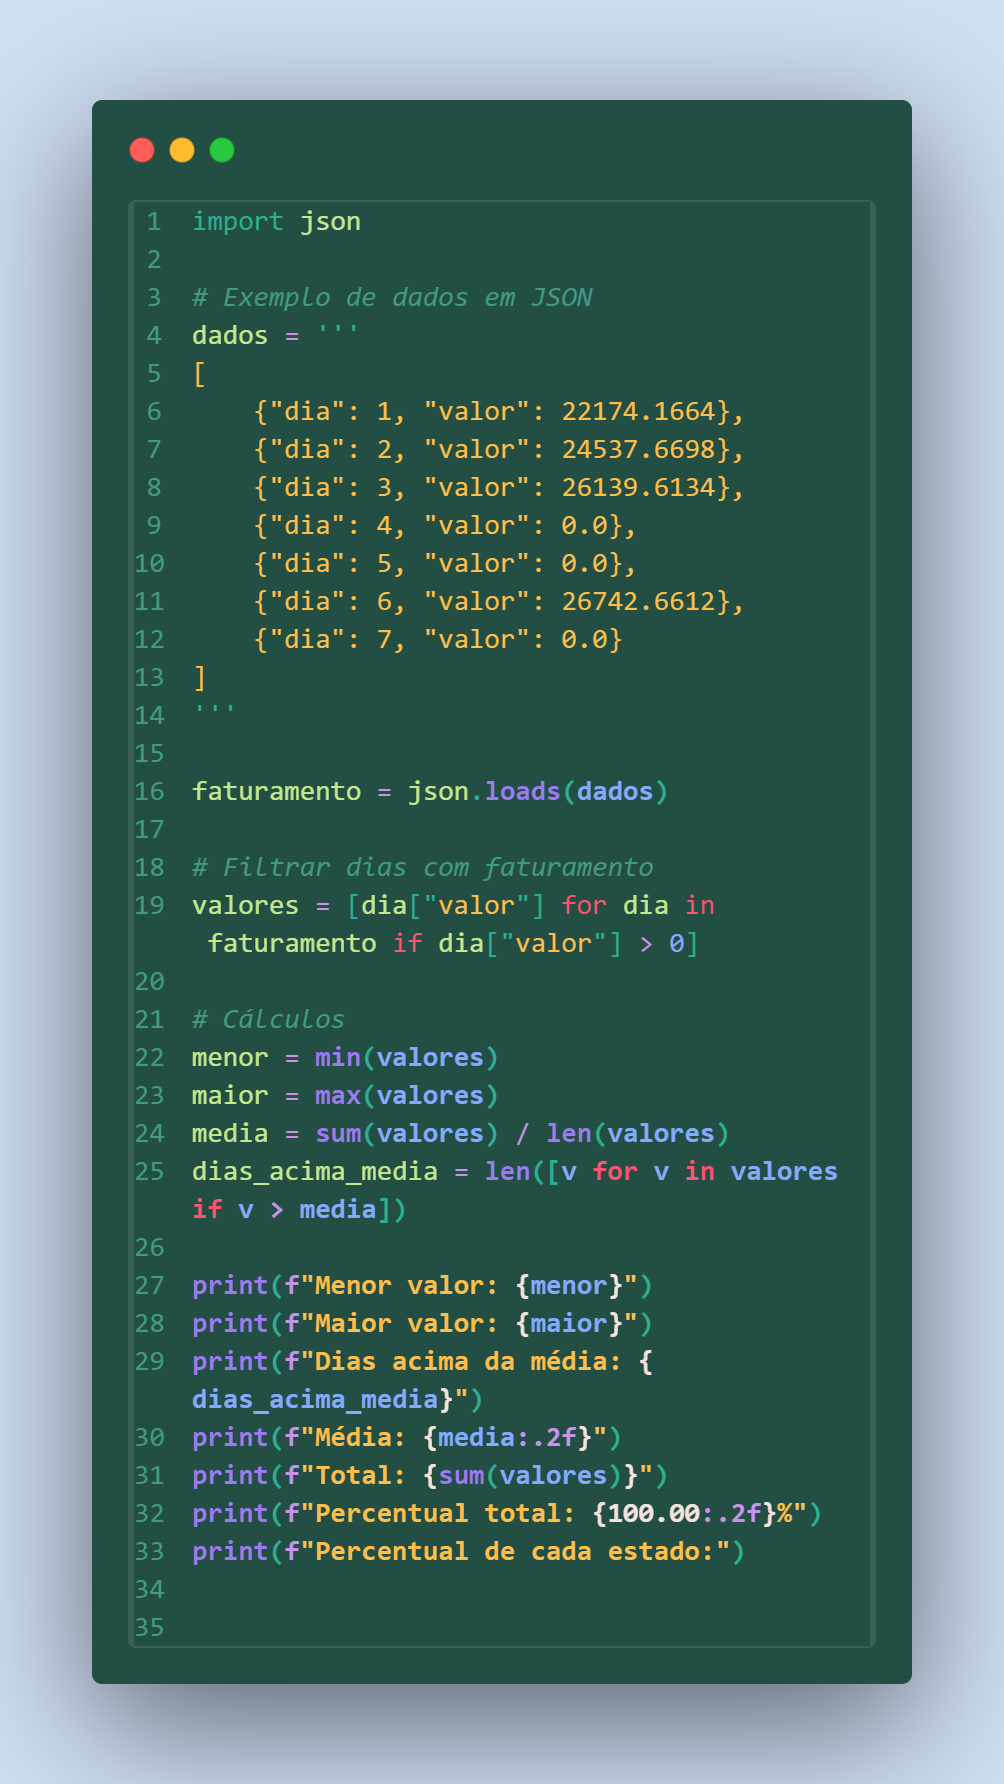 1 import json
2
3 # Exemplo de dados em JSON
4 dados = '''
5 [
6     {"dia": 1, "valor": 22174.1664},
7     {"dia": 2, "valor": 24537.6698},
8     {"dia": 3, "valor": 26139.6134},
9     {"dia": 4, "valor": 0.0},
10     {"dia": 5, "valor": 0.0},
11     {"dia": 6, "valor": 26742.6612},
12     {"dia": 7, "valor": 0.0}
13 ]
14 '''
15
16 faturamento = json.loads(dados)
17
18 # Filtrar dias com faturamento
19 valores = [dia["valor"] for dia in
 faturamento if dia["valor"] > 0]
20
21 # Cálculos
22 menor = min(valores)
23 maior = max(valores)
24 media = sum(valores) / len(valores)
25 dias_acima_media = len([v for v in valores
if v > media])
26
27 print(f"Menor valor: {menor}")
28 print(f"Maior valor: {maior}")
29 print(f"Dias acima da média: {
dias_acima_media}")
30 print(f"Média: {media:.2f}")
31 print(f"Total: {sum(valores)}")
32 print(f"Percentual total: {100.00:.2f}%")
33 print(f"Percentual de cada estado:")
34
35